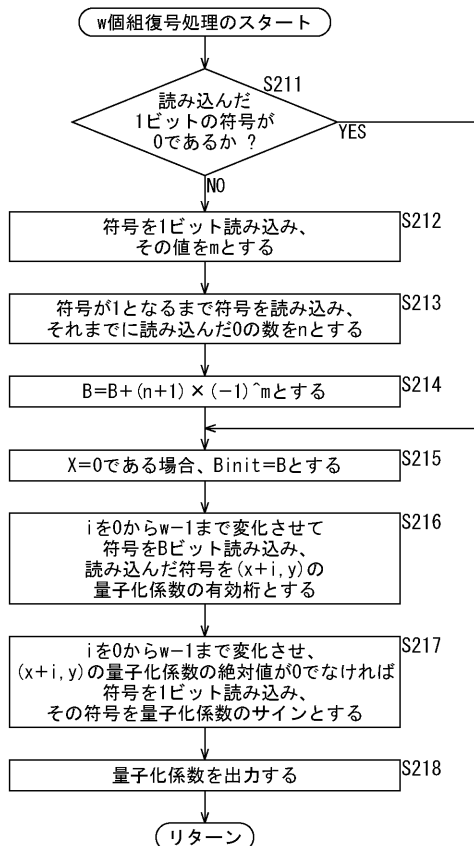 w個組復号処理のスタート
S211
読み込んだ
1ビットの符号が
0であるか ?
YES
NO
S212
符号を1ビット読み込み、
その値をmとする
S213
符号が1となるまで符号を読み込み、
それまでに読み込んだ0の数をnとする
S214
B=B+(n+1)×(-1)^mとする
S215
X=0である場合、Binit=Bとする
S216
iを0からw-1まで変化させて
符号をBビット読み込み、
読み込んだ符号を(x+i,y)の
量子化係数の有効桁とする
S217
iを0からw-1まで変化させ、
(x+i,y)の量子化係数の絶対値が0でなければ
符号を1ビット読み込み、
その符号を量子化係数のサインとする
S218
量子化係数を出力する
リターン